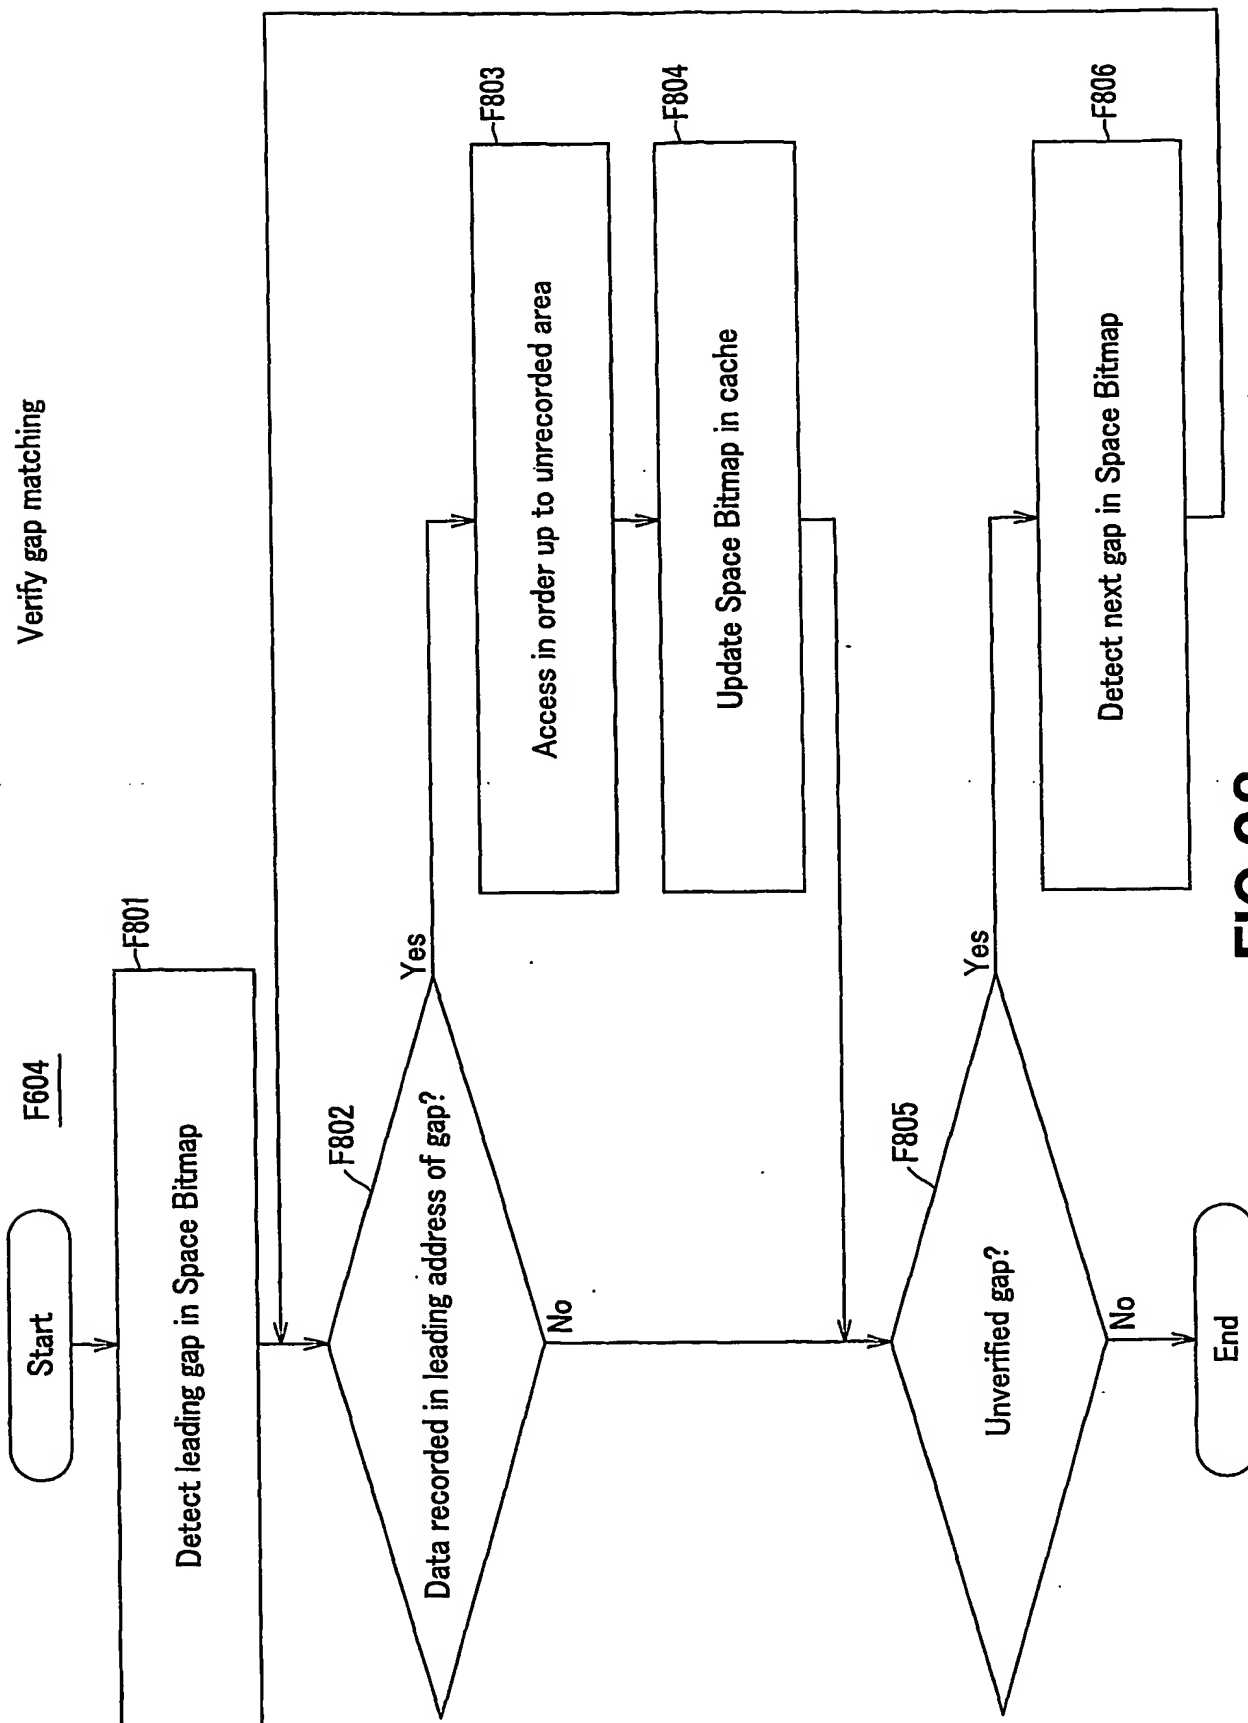 Verify gap matching
F604
Start
F801
Detect leading gap in Space Bitmap
F802
Data recorded in leading address of gap?
Yes
No
F803
Access in order up to unrecorded area
F804
Update Space Bitmap in cache
F805
Unverified gap?
Yes
No
F806
Detect next gap in Space Bitmap
End